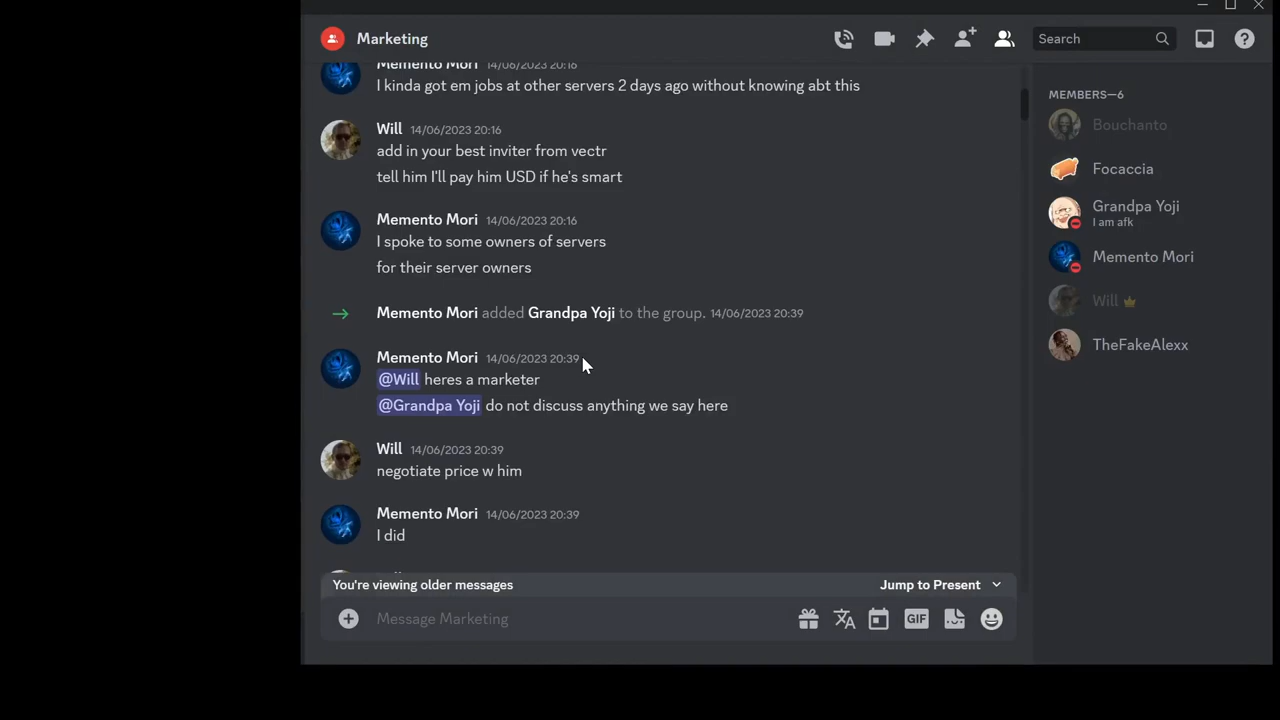 Marketing
Search
Memento Mori 14/06/2023 20:16
I kinda got em jobs at other servers 2 days ago without knowing abt this
Will 14/06/2023 20:16
add in your best inviter from vectr
tell him I'll pay him USD if he's smart
Memento Mori 14/06/2023 20:16
I spoke to some owners of servers
for their server owners
Memento Mori added Grandpa Yoji to the group. 14/06/2023 20:39
Memento Mori 14/06/2023 20:39
@Will heres a marketer
@Grandpa Yoji do not discuss anything we say here
Will 14/06/2023 20:39
negotiate price w him
Memento Mori 14/06/2023 20:39
I did
You're viewing older messages Jump to Present
Message Marketing
GIF
MEMBERS—6
Bouchanto
Focaccia
Grandpa Yoji
I am afk
Memento Mori
Will
TheFakeAlexx